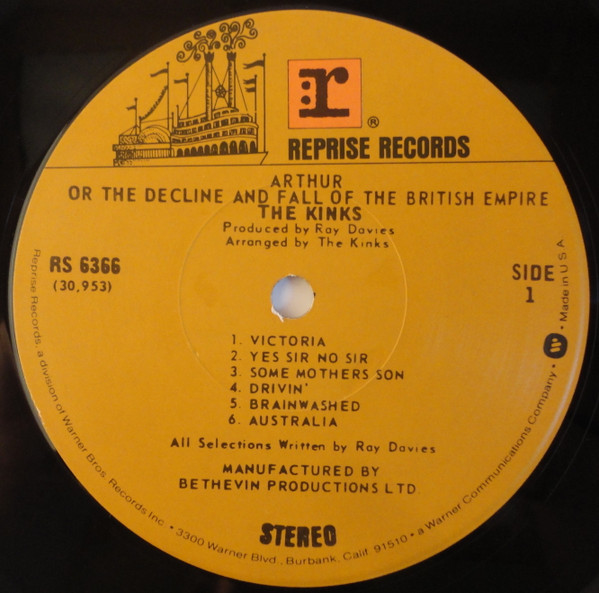 r
®
REPRISE RECORDS
ARTHUR
OR THE DECLINE AND FALL OF THE BRITISH EMPIRE
THE KINKS
Produced by Ray Davies
Arranged by The Kinks
RS 6366
(30,953)
SIDE
1
1. VICTORIA
2. YES SIR NO SIR
3. SOME MOTHERS SON
4. DRIVIN'
5. BRAINWASHED
6. AUSTRALIA
All Selections Written by Ray Davies
MANUFACTURED BY
BETHEVIN PRODUCTIONS LTD.
STEREO
Reprise Records, a division of Warner Bros. Records Inc. • 3300 Warner Blvd., Burbank, Calif. 91510 • a Warner Communications Company • W • Made in U.S.A.